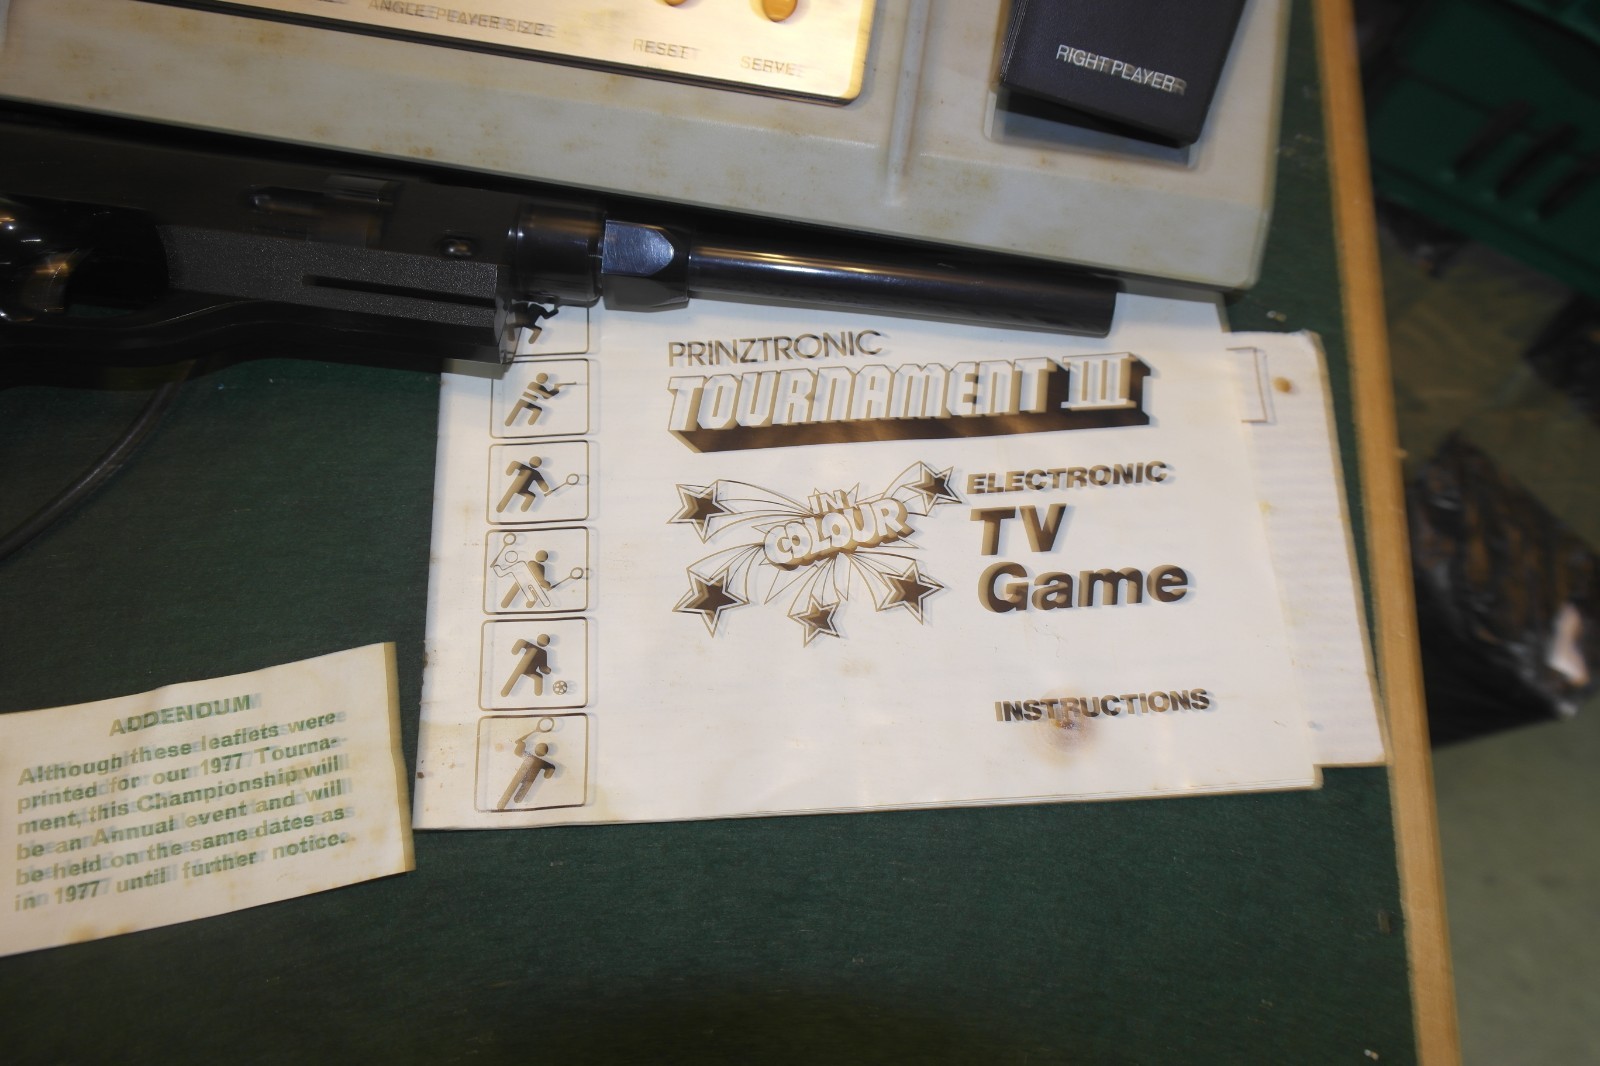 ANGLE PLAYER SIZE
RESET
SERVE
RIGHT PLAYER
PRINZTRONIC
TOURNAMENT III
IN
COLOUR
ELECTRONIC
TV
Game
INSTRUCTIONS
ADDENDUM
Although these leaflets were
printed for our 1977 Tourna-
ment, this Championship will
be an Annual event and will
be held on the same dates as
in 1977 until further notice.